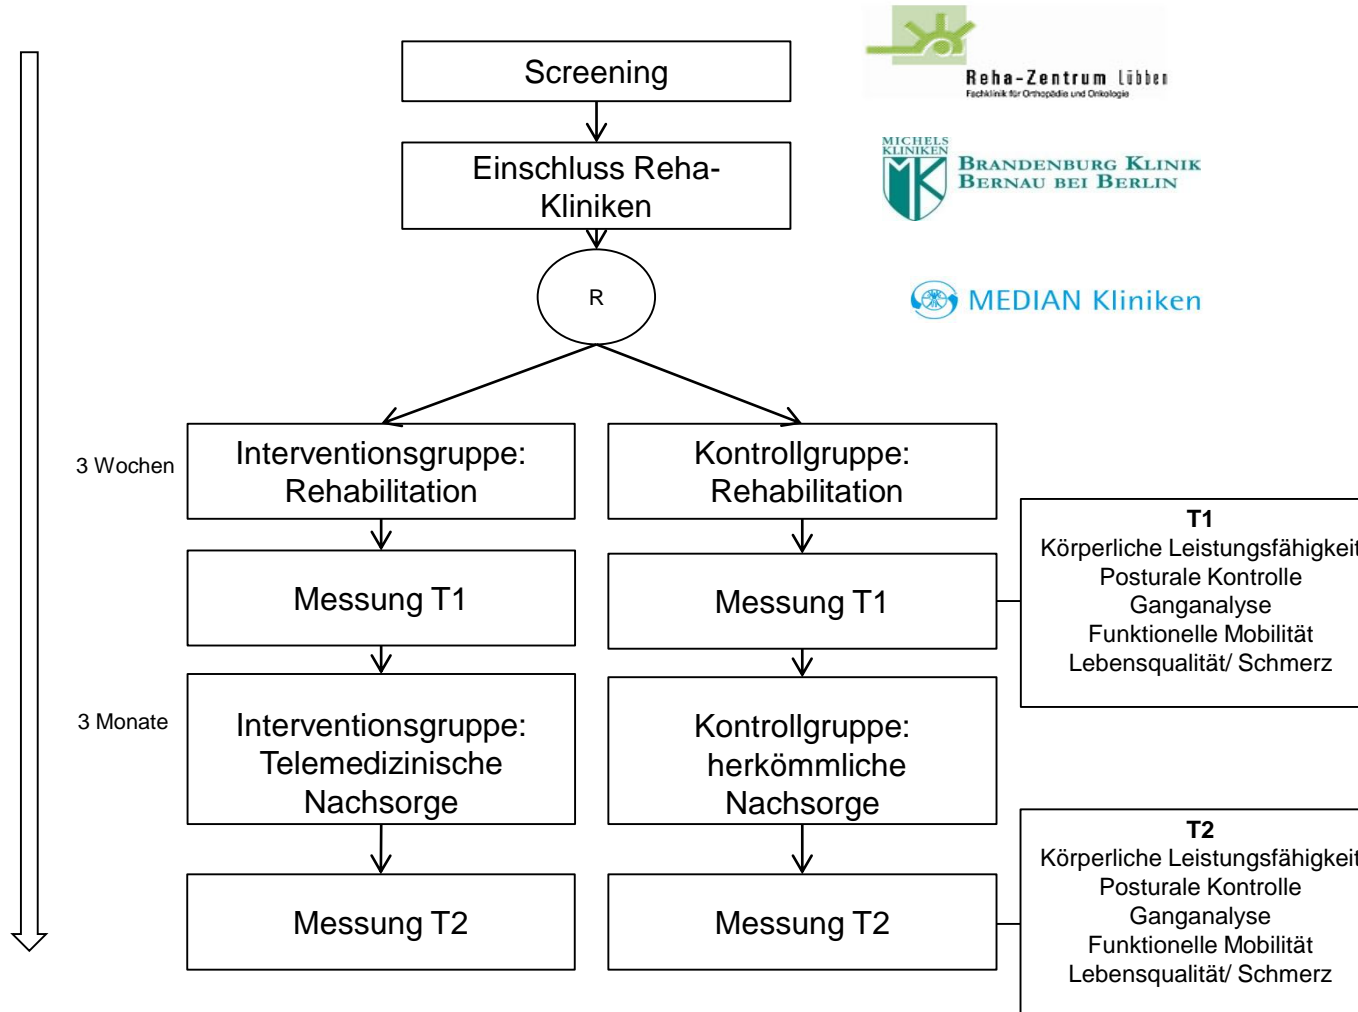 Screening
Reha-Zentrum Lübben
Fachklinik für Orthopädie und Onkologie
MICHELS
KLINIKEN
MK
BRANDENBURG KLINIK
BERNAU BEI BERLIN
MEDIAN Kliniken
Einschluss Reha-
Kliniken
R
3 Wochen
Interventionsgruppe:
Rehabilitation
Kontrollgruppe:
Rehabilitation
Messung T1
Messung T1
T1
Körperliche Leistungsfähigkeit
Posturale Kontrolle
Ganganalyse
Funktionelle Mobilität
Lebensqualität/ Schmerz
3 Monate
Interventionsgruppe:
Telemedizinische
Nachsorge
Kontrollgruppe:
herkömmliche
Nachsorge
Messung T2
Messung T2
T2
Körperliche Leistungsfähigkeit
Posturale Kontrolle
Ganganalyse
Funktionelle Mobilität
Lebensqualität/ Schmerz